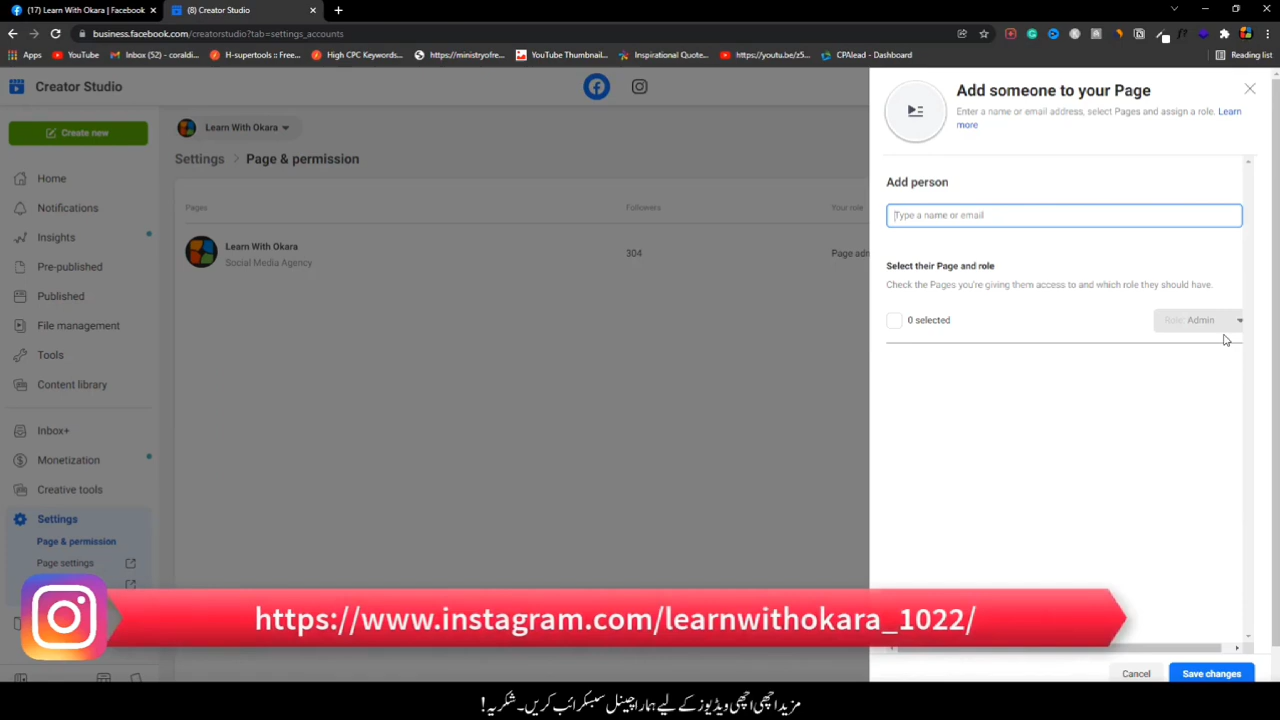 (17) Learn With Okara | Facebook
(8) Creator Studio
business.facebook.com/creatorstudio?tab=settings_accounts
Apps
YouTube
Maps
Inbox (52) - coraldi...
H-supertools :: Free...
High CPC Keywords...
https://ministryofre...
YouTube Thumbnail...
Inspirational Quote...
https://youtu.be/z5...
CPAlead - Dashboard
Reading list
Creator Studio
Create new
Home
Notifications
Insights
Pre-published
Published
File management
Tools
Content library
Inbox+
Monetization
Creative tools
Settings
Page & permission
Page settings
Learn With Okara
Settings > Page & permission
Pages
Followers
Your role
Learn With Okara
Social Media Agency
304
Page adm
Add someone to your Page
Enter a name or email address, select Pages and assign a role. Learn
more
Add person
Type a name or email
Select their Page and role
Check the Pages you're giving them access to and which role they should have.
0 selected
Role: Admin
Cancel
Save changes
https://www.instagram.com/learnwithokara_1022/
مزید اچھی اچھی ویڈیوز کے لیے ہمارا چینل سبسکرائب کریں۔ شکریہ!